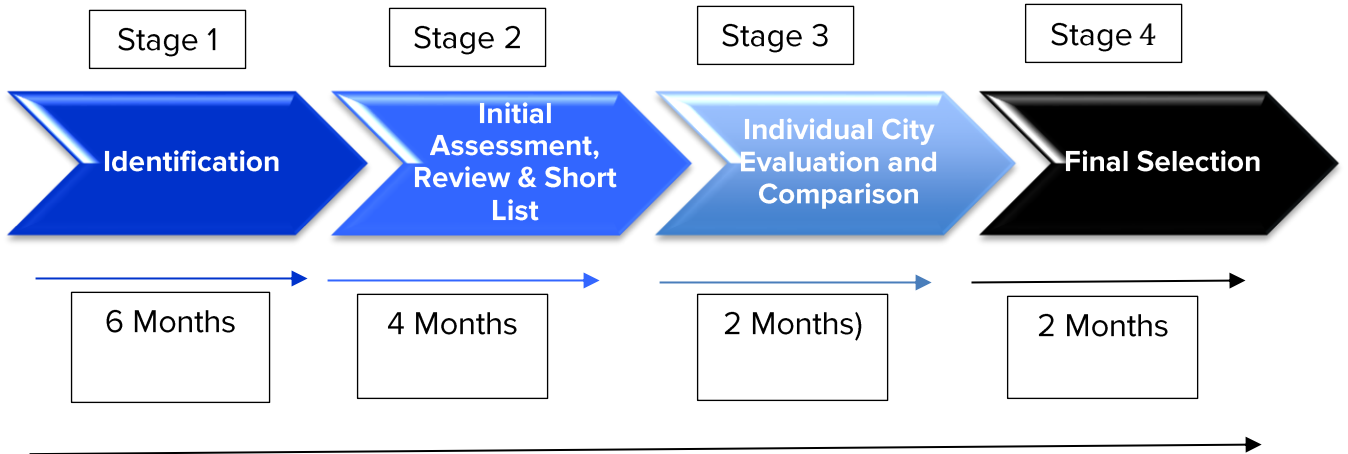 Stage 1
Stage 2
Stage 3
Stage 4
Identification
Initial
Assessment,
Review & Short
List
Individual City
Evaluation and
Comparison
Final Selection
6 Months
4 Months
2 Months)
2 Months